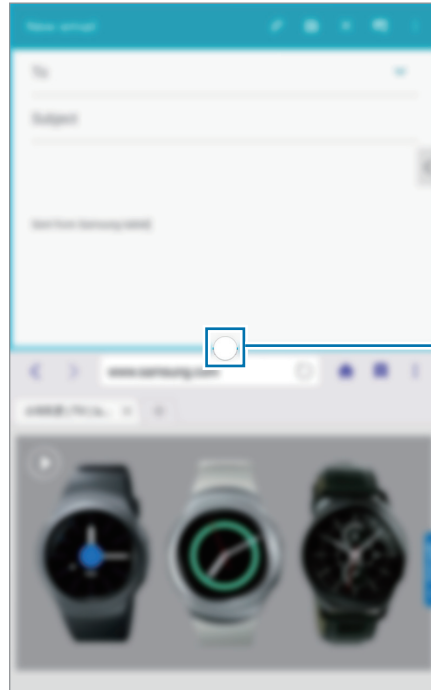 New email
To
Subject
Sent from Samsung tablet
www.samsung.com